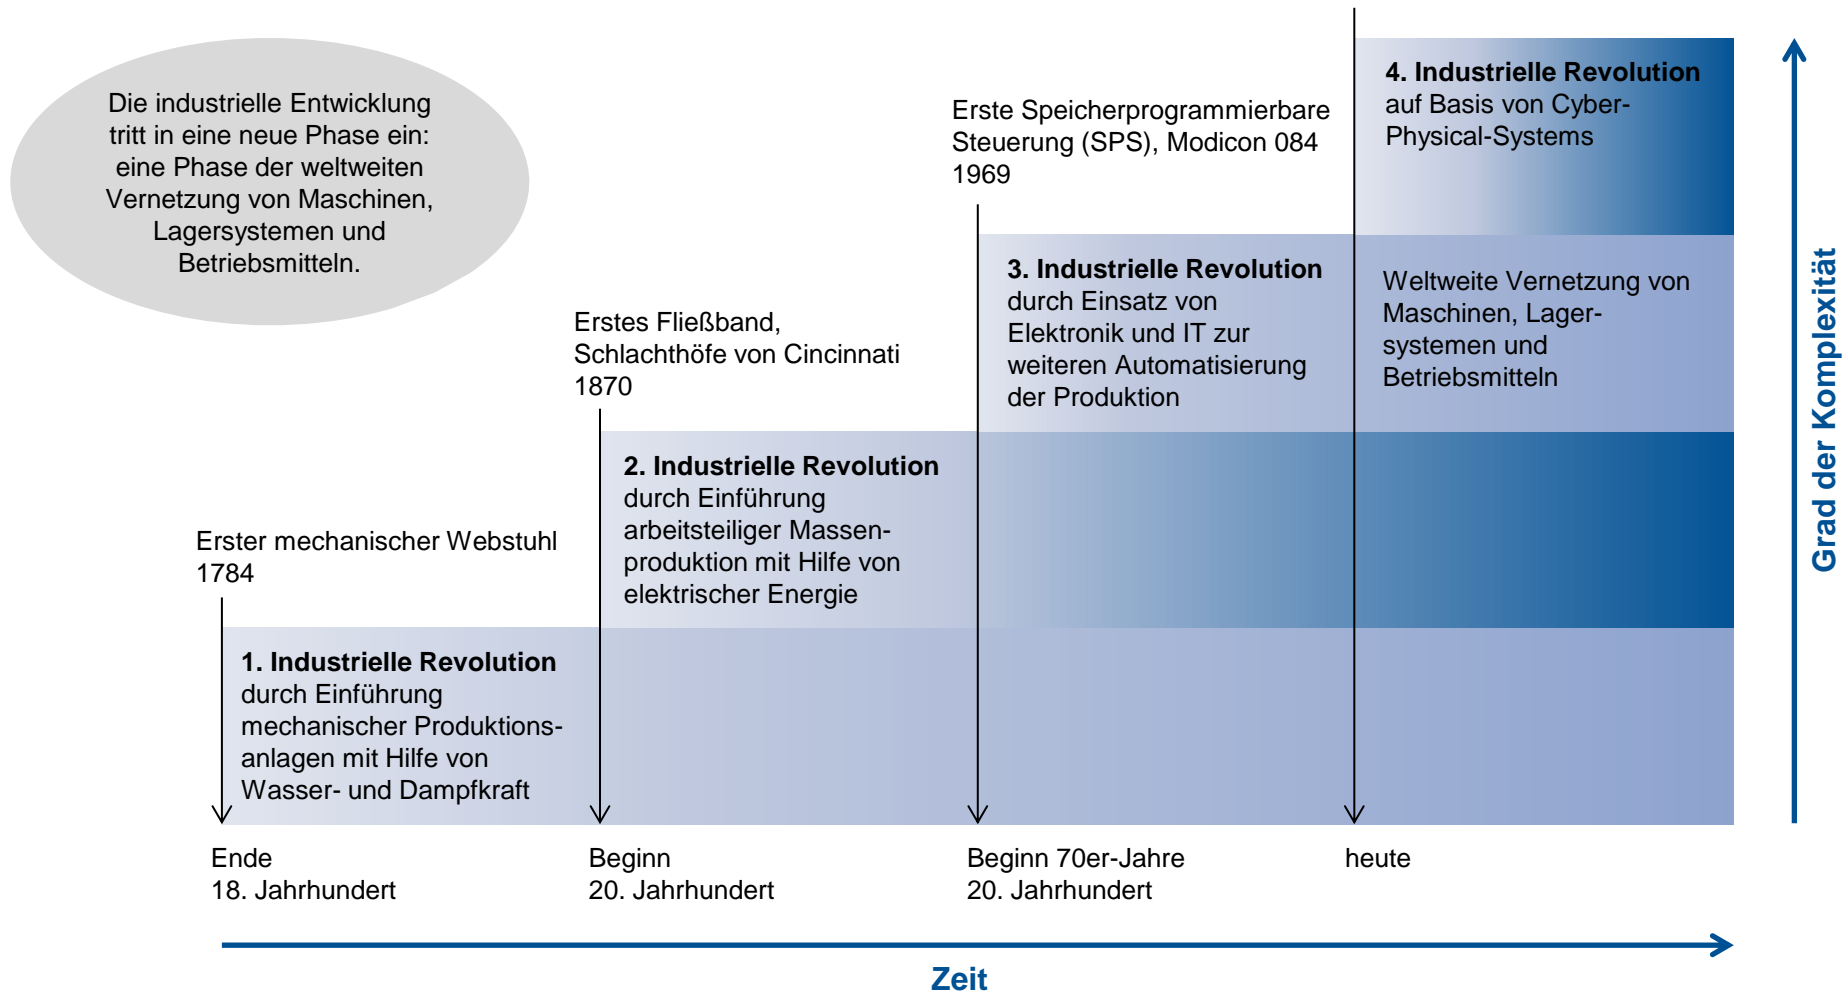 Die industrielle Entwicklung
tritt in eine neue Phase ein:
eine Phase der weltweiten
Vernetzung von Maschinen,
Lagersystemen und
Betriebsmitteln.
Erster mechanischer Webstuhl
1784
1. Industrielle Revolution
durch Einführung
mechanischer Produktions-
anlagen mit Hilfe von
Wasser- und Dampfkraft
Erstes Fließband,
Schlachthöfe von Cincinnati
1870
2. Industrielle Revolution
durch Einführung
arbeitsteiliger Massen-
produktion mit Hilfe von
elektrischer Energie
Erste Speicherprogrammierbare
Steuerung (SPS), Modicon 084
1969
3. Industrielle Revolution
durch Einsatz von
Elektronik und IT zur
weiteren Automatisierung
der Produktion
4. Industrielle Revolution
auf Basis von Cyber-
Physical-Systems
Weltweite Vernetzung von
Maschinen, Lager-
systemen und
Betriebsmitteln
Grad der Komplexität
Ende
18. Jahrhundert
Beginn
20. Jahrhundert
Beginn 70er-Jahre
20. Jahrhundert
heute
Zeit